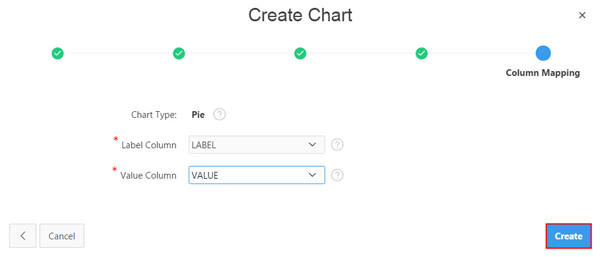 Create Chart
Column Mapping
Chart Type: Pie
* Label Column LABEL
* Value Column VALUE
Cancel Create